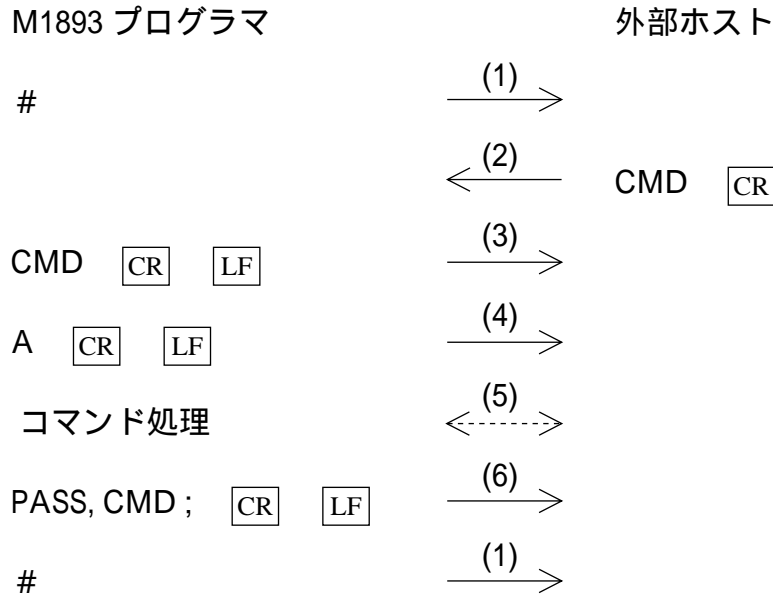 M1893 プログラマ 外部ホスト
# (1)
(2) CMD CR
CMD CR LF (3)
A CR LF (4)
コマンド処理 (5)
PASS, CMD ; CR LF (6)
# (1)